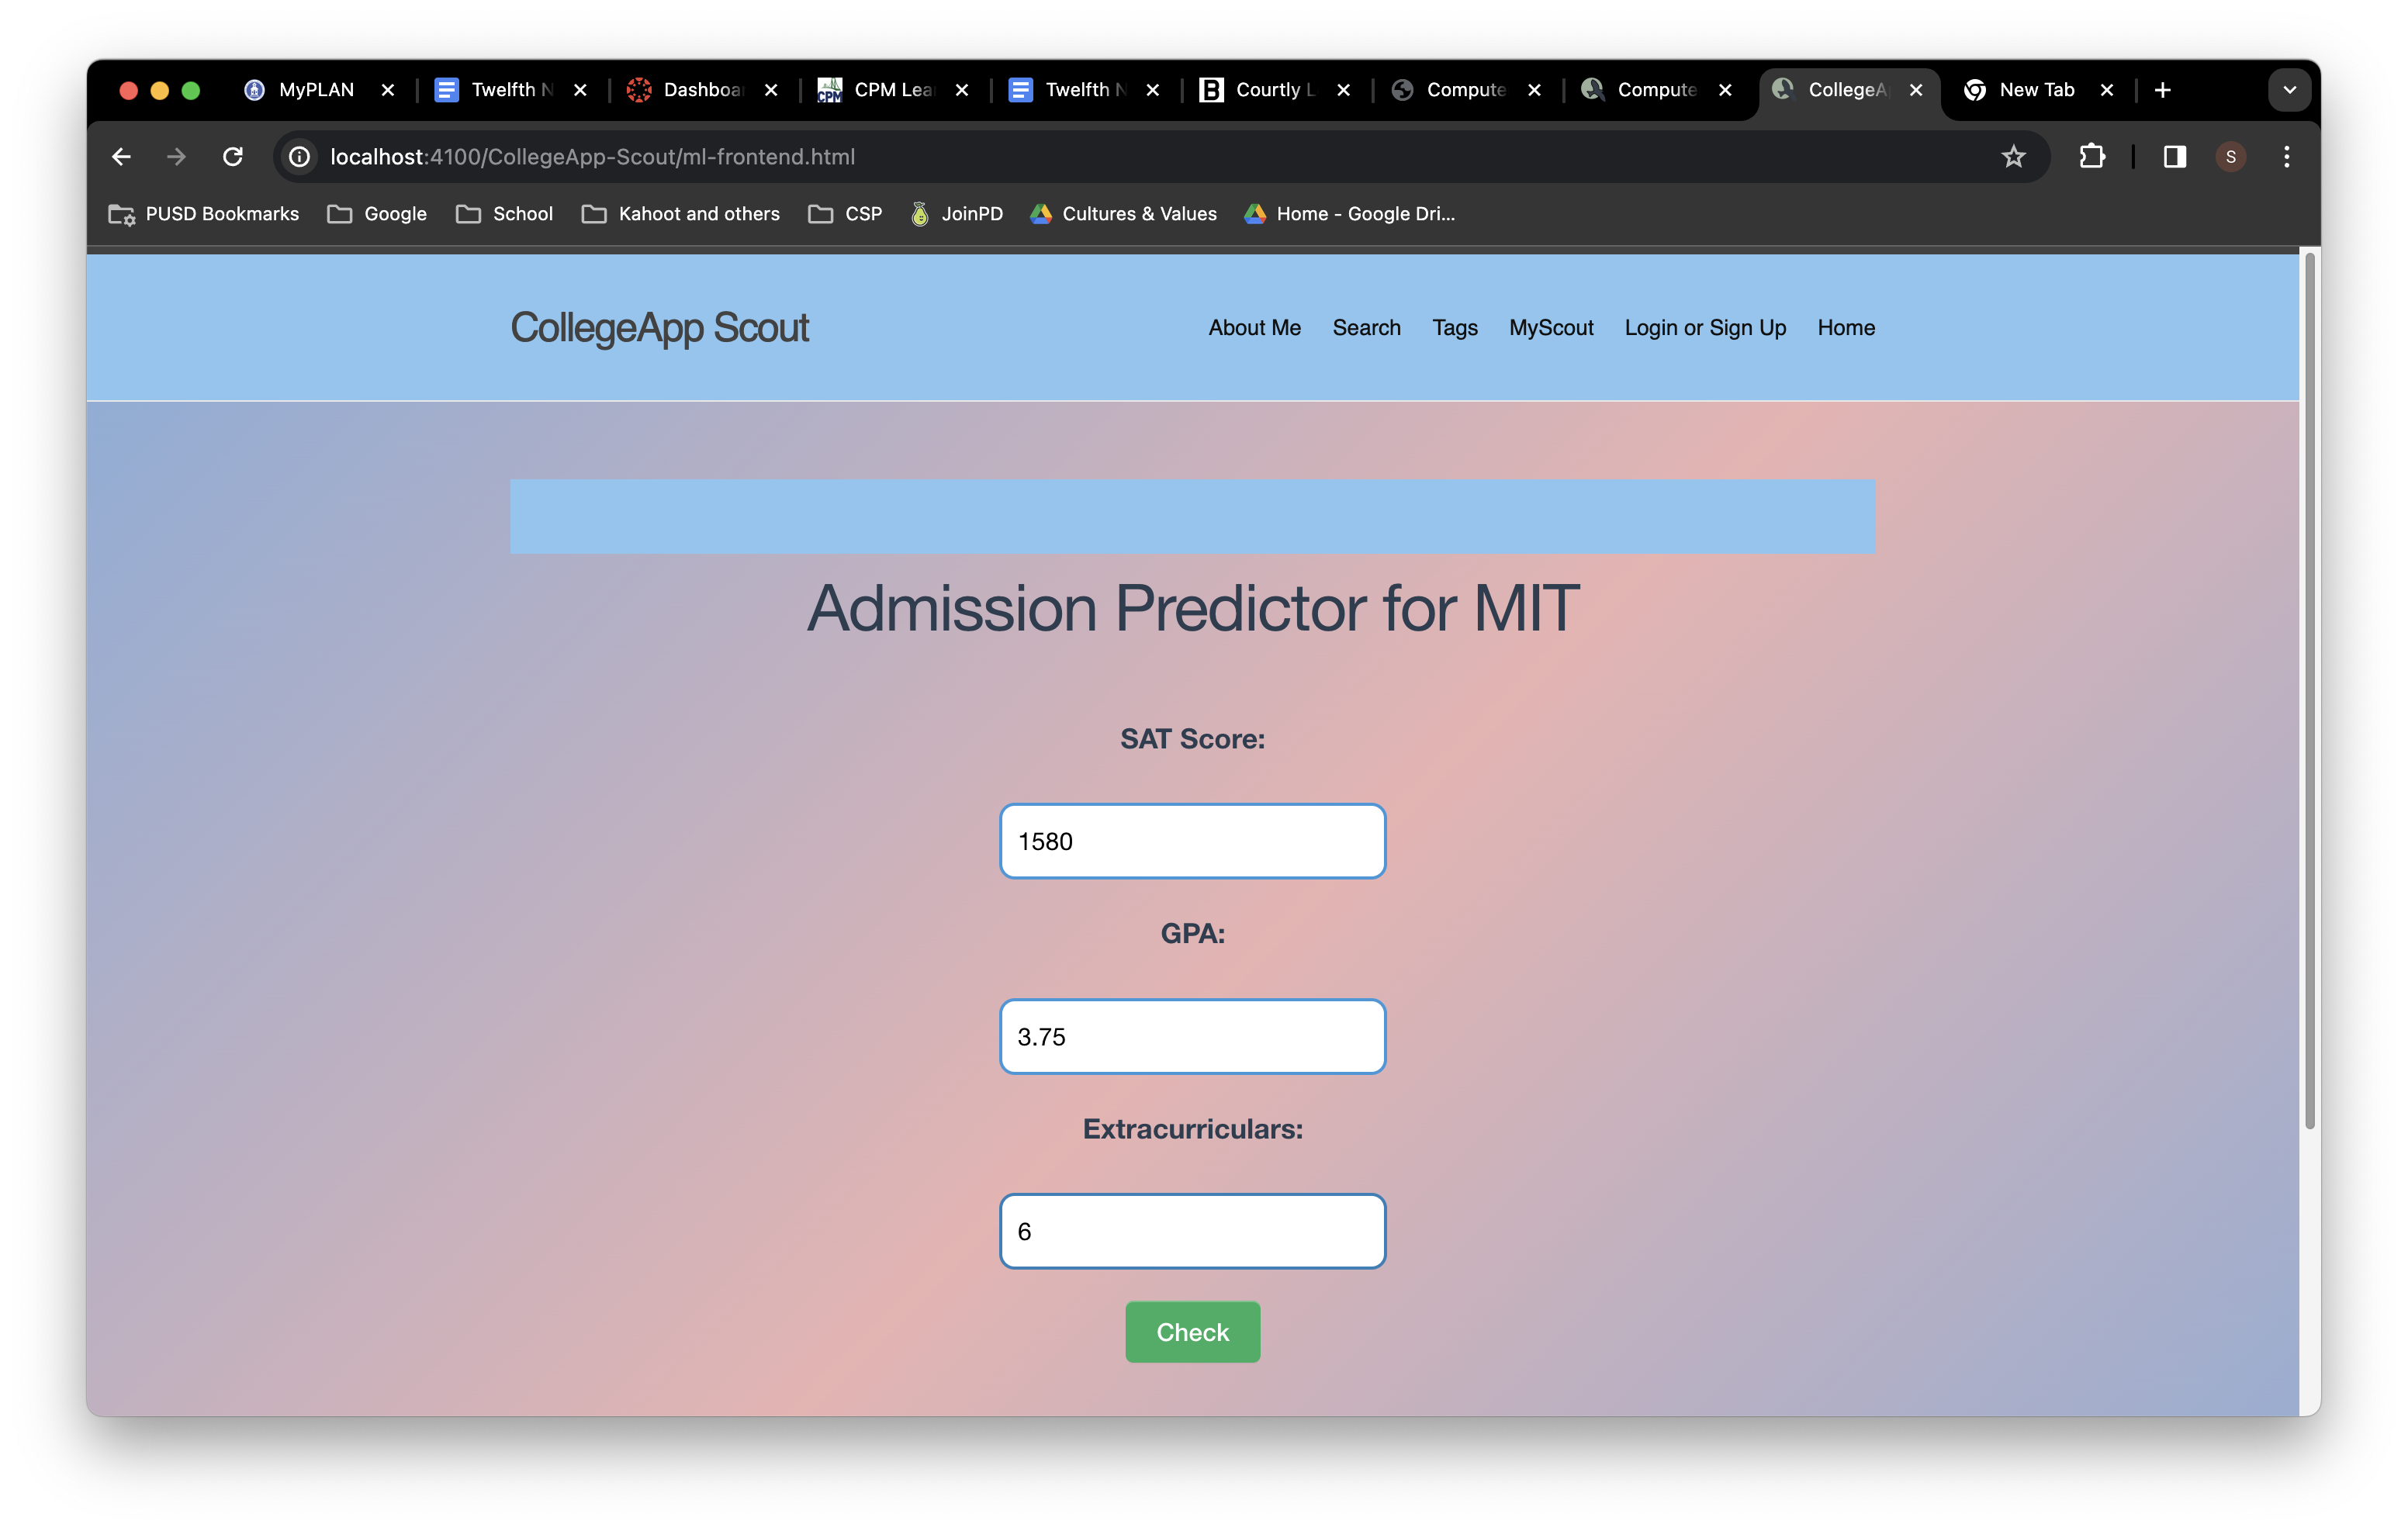 MyPLAN Twelfth N Dashboa CPM Lea Twelfth N Courtly L Compute Compute CollegeA New Tab
localhost:4100/CollegeApp-Scout/ml-frontend.html S
PUSD Bookmarks Google School Kahoot and others CSP JoinPD Cultures & Values Home - Google Dri...
CollegeApp Scout About Me Search Tags MyScout Login or Sign Up Home
Admission Predictor for MIT
SAT Score:
1580
GPA:
3.75
Extracurriculars:
6
Check